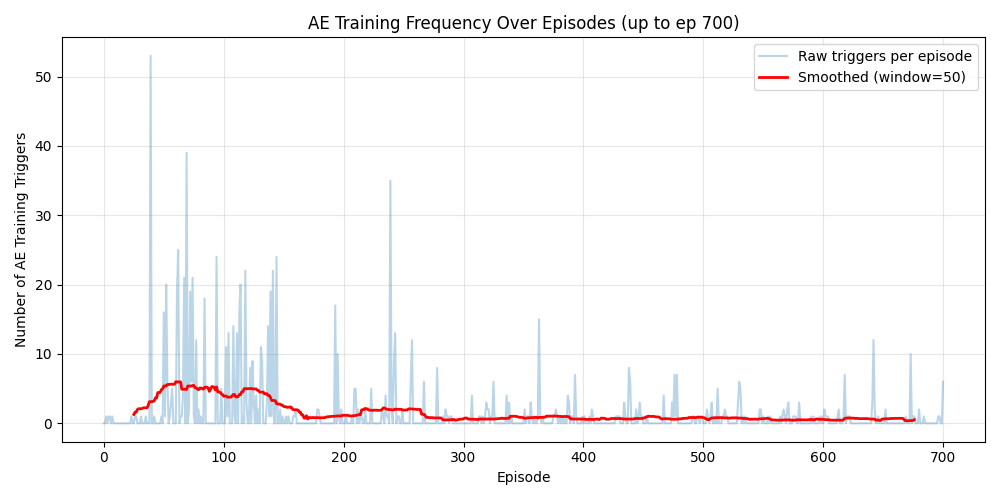 AE Training Frequency Over Episodes (up to ep 700)
Raw triggers per episode
Smoothed (window=50)
Number of AE Training Triggers
50
40
30
20
10
0
0 100 200 300 400 500 600 700
Episode